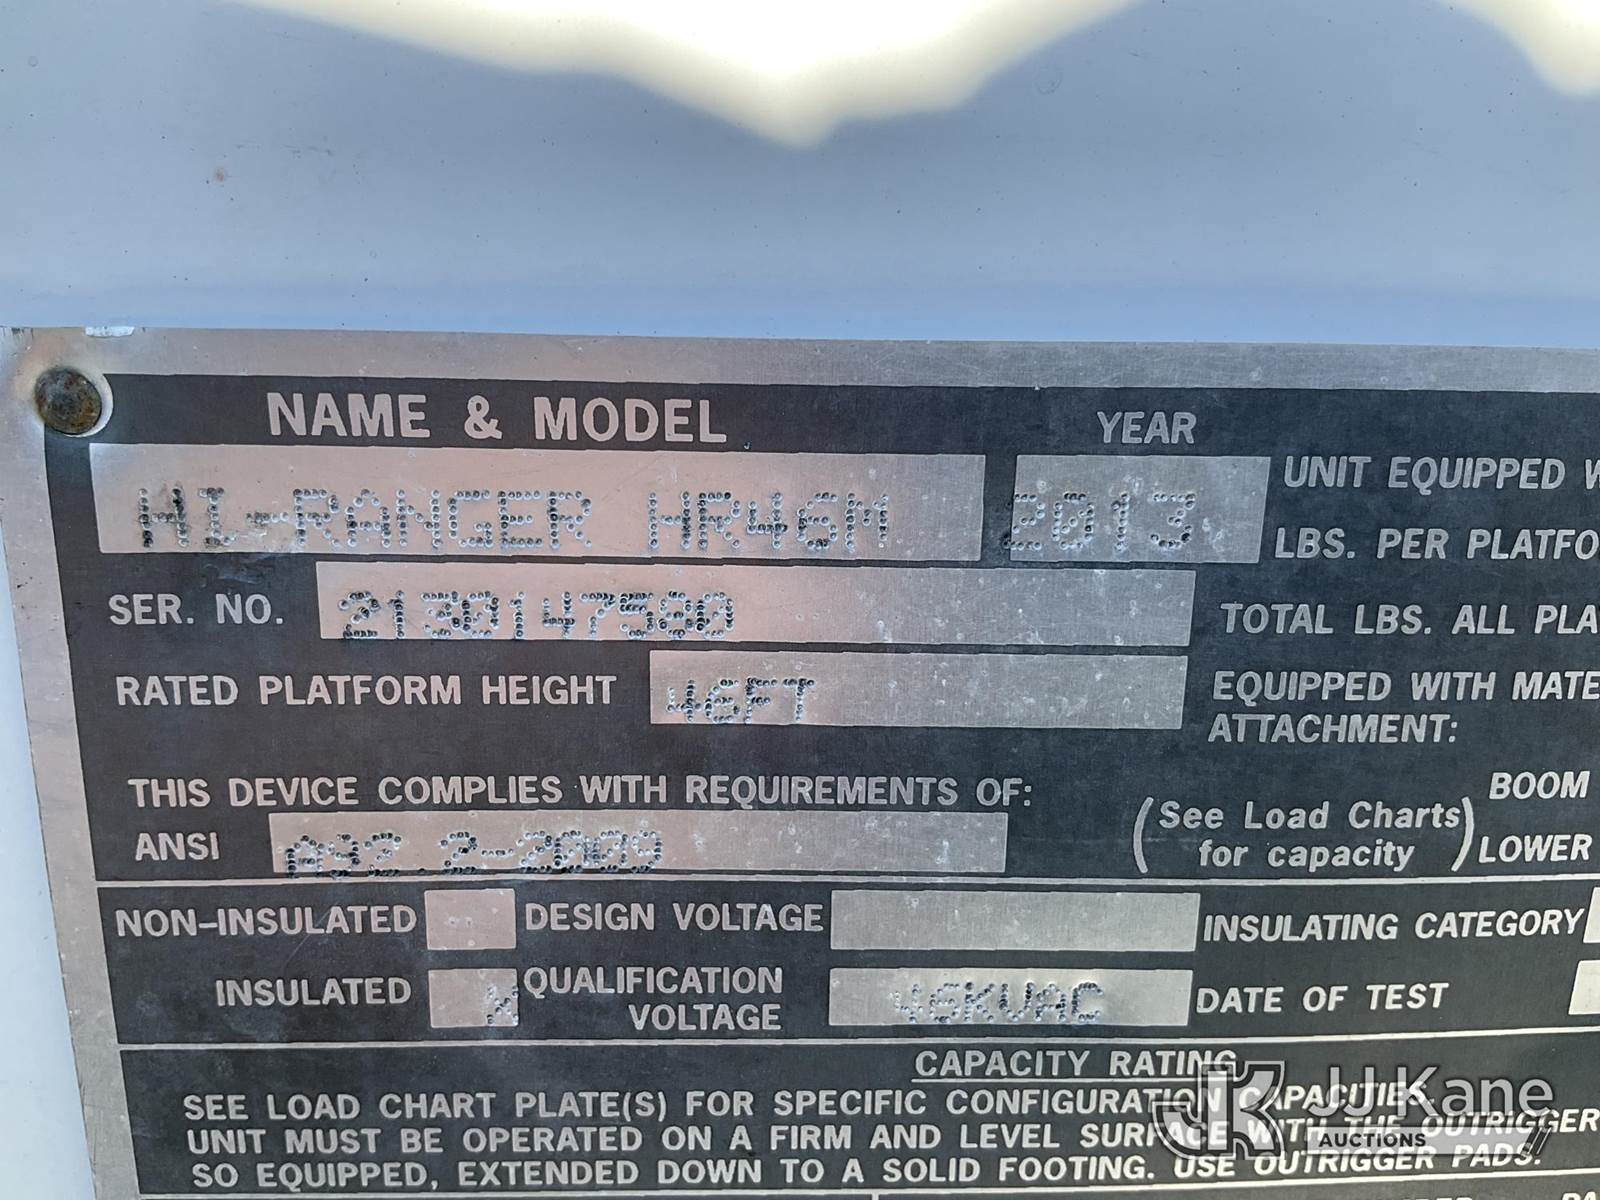 NAME & MODEL
YEAR
HI-RANGER HR46M
2013
UNIT EQUIPPED
LBS. PER PLATFO
SER. NO. 2130147580
TOTAL LBS. ALL PLA
RATED PLATFORM HEIGHT 46FT
EQUIPPED WITH MATE
ATTACHMENT:
THIS DEVICE COMPLIES WITH REQUIREMENTS OF:
ANSI A92.2-2009
(See Load Charts for capacity)
BOOM
LOWER
NON-INSULATED
DESIGN VOLTAGE
INSULATING CATEGORY
INSULATED X
QUALIFICATION VOLTAGE 46KVAC
DATE OF TEST
CAPACITY RATING
SEE LOAD CHART PLATE(S) FOR SPECIFIC CONFIGURATION CAPACITIES.
UNIT MUST BE OPERATED ON A FIRM AND LEVEL SURFACE WITH THE OUTRIGGER
SO EQUIPPED, EXTENDED DOWN TO A SOLID FOOTING. USE OUTRIGGER PADS.
JJ Kane
AUCTIONS